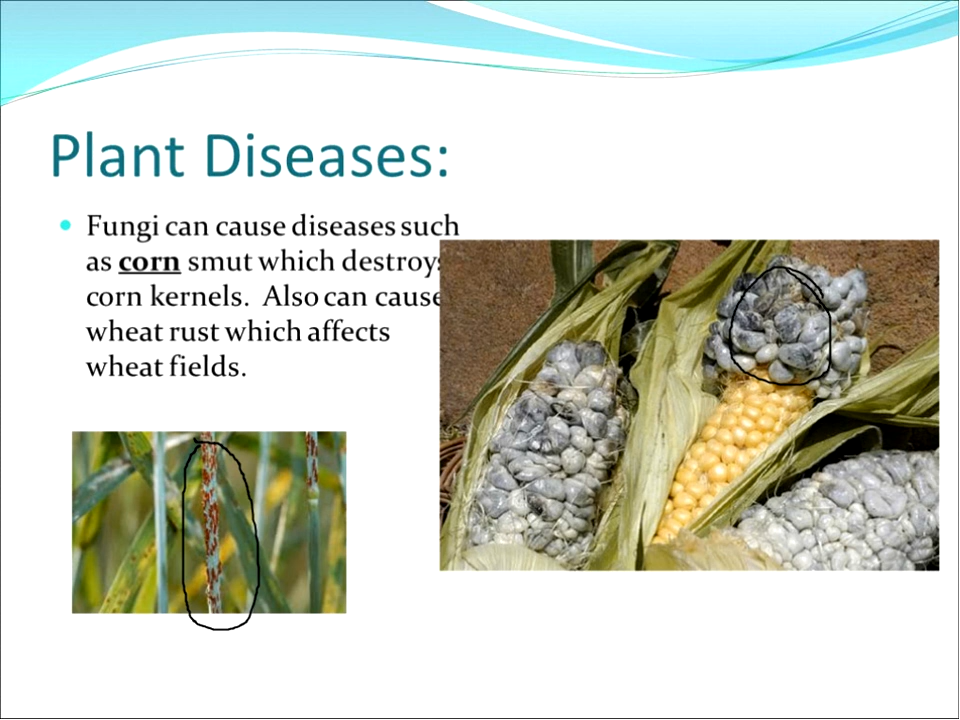 Plant Diseases:
Fungi can cause diseases such
as corn smut which destroys
corn kernels. Also can cause
wheat rust which affects
wheat fields.